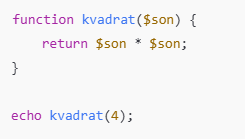 function kvadrat($son) {
    return $son * $son;
}

echo kvadrat(4);